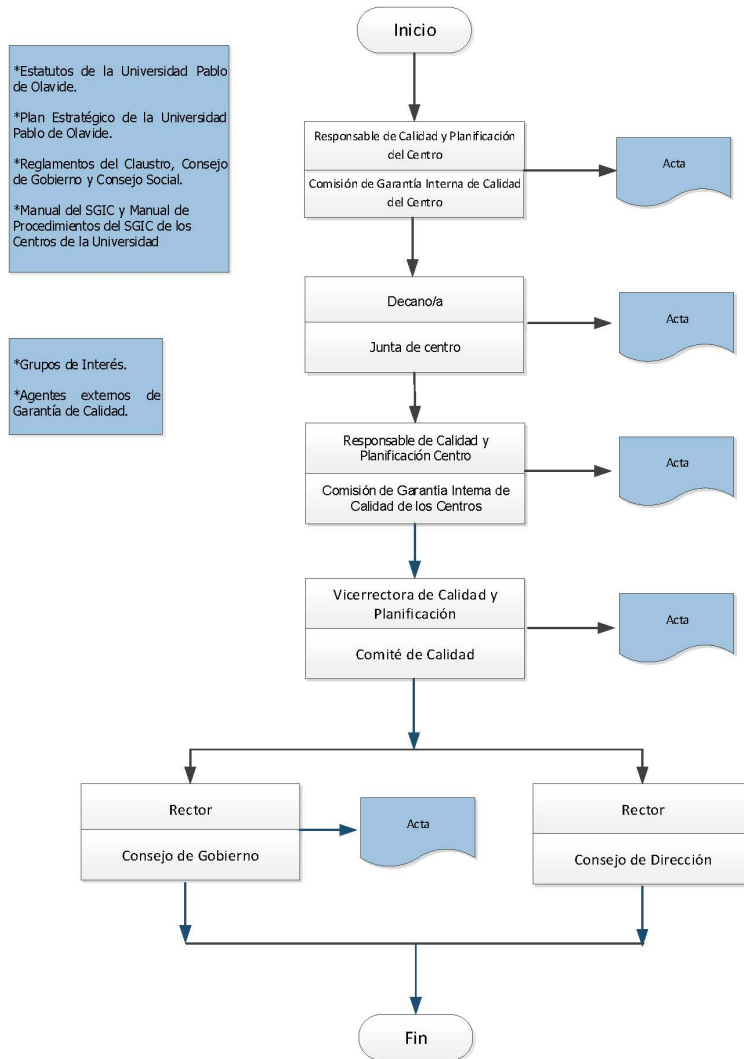 Inicio
*Estatutos de la Universidad Pablo
de Olavide.
*Plan Estratégico de la Universidad
Pablo de Olavide.
*Reglamentos del Claustro, Consejo
de Gobierno y Consejo Social.
*Manual del SGIC y Manual de
Procedimientos del SGIC de los
Centros de la Universidad
Responsable de Calidad y Planificación
del Centro
Comisión de Garantía Interna de Calidad
del Centro
Acta
Decano/a
Junta de centro
Acta
*Grupos de Interés.
*Agentes externos de
Garantía de Calidad.
Responsable de Calidad y
Planificación Centro
Comisión de Garantía Interna de
Calidad de los Centros
Acta
Vicerrectora de Calidad y
Planificación
Comité de Calidad
Acta
Rector
Consejo de Gobierno
Acta
Rector
Consejo de Dirección
Fin